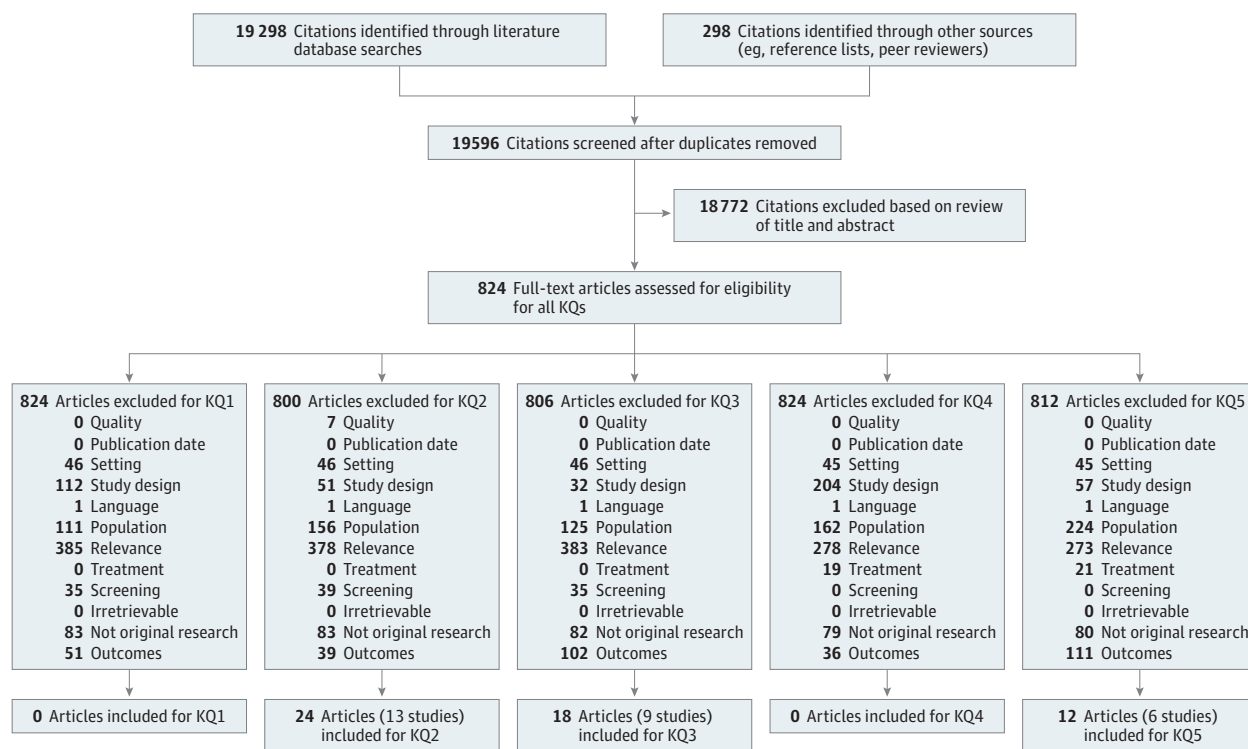 19 298 Citations identified through literature
database searches
298 Citations identified through other sources
(eg, reference lists, peer reviewers)
19596 Citations screened after duplicates removed
18 772 Citations excluded based on review
of title and abstract
824 Full-text articles assessed for eligibility
for all KQs
824 Articles excluded for KQ1
0 Quality
0 Publication date
46 Setting
112 Study design
1 Language
111 Population
385 Relevance
0 Treatment
35 Screening
0 Irretrievable
83 Not original research
51 Outcomes
0 Articles included for KQ1
800 Articles excluded for KQ2
7 Quality
0 Publication date
46 Setting
51 Study design
1 Language
156 Population
378 Relevance
0 Treatment
39 Screening
0 Irretrievable
83 Not original research
39 Outcomes
24 Articles (13 studies)
included for KQ2
806 Articles excluded for KQ3
0 Quality
0 Publication date
46 Setting
32 Study design
1 Language
125 Population
383 Relevance
0 Treatment
35 Screening
0 Irretrievable
82 Not original research
102 Outcomes
18 Articles (9 studies)
included for KQ3
824 Articles excluded for KQ4
0 Quality
0 Publication date
45 Setting
204 Study design
1 Language
162 Population
278 Relevance
19 Treatment
0 Screening
0 Irretrievable
79 Not original research
36 Outcomes
0 Articles included for KQ4
812 Articles excluded for KQ5
0 Quality
0 Publication date
45 Setting
57 Study design
1 Language
224 Population
273 Relevance
21 Treatment
0 Screening
0 Irretrievable
80 Not original research
111 Outcomes
12 Articles (6 studies)
included for KQ5